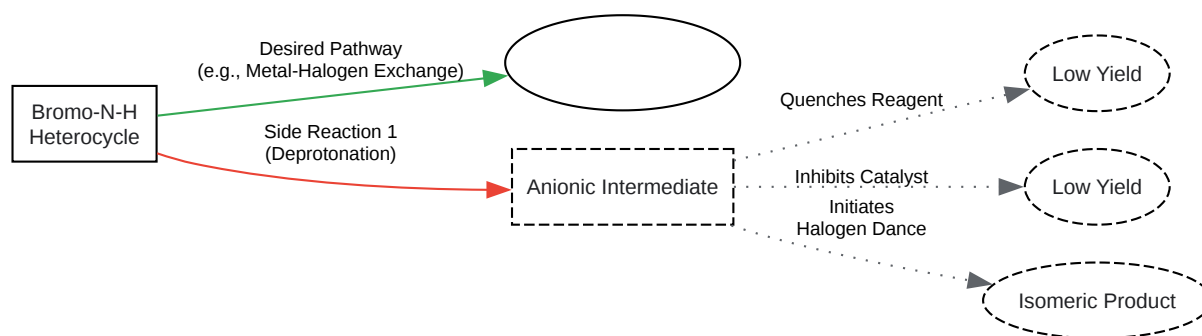 Bromo-N-H
Heterocycle
Desired Pathway
(e.g., Metal-Halogen Exchange)
Side Reaction 1
(Deprotonation)
Anionic Intermediate
Quenches Reagent
Low Yield
Inhibits Catalyst
Low Yield
Initiates
Halogen Dance
Isomeric Product